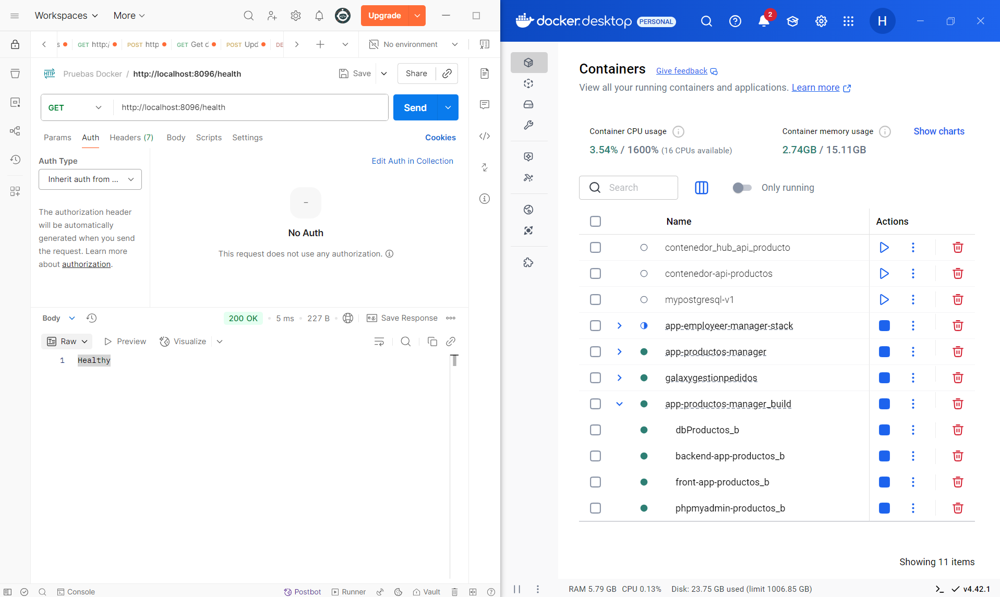 Workspaces
More
Upgrade
s
GET http:/
POST http
GET Get d
POST Upd
DE
No environment
Pruebas Docker / http://localhost:8096/health
Save
Share
GET
http://localhost:8096/health
Send
Params
Auth
Headers (7)
Body
Scripts
Settings
Cookies
Auth Type
Inherit auth from ...
The authorization header
will be automatically
generated when you send
the request. Learn more
about authorization.
Edit Auth in Collection
No Auth
This request does not use any authorization.
Body
200 OK
5 ms
227 B
e.g.
Save Response
Raw
Preview
Visualize
1
Healthy
Console
Postbot
Runner
Vault
docker.desktop PERSONAL
2
H
Containers
Give feedback
View all your running containers and applications. Learn more
Container CPU usage
3.54% / 1600% (16 CPUs available)
Container memory usage
2.74GB / 15.11GB
Show charts
Search
Only running
Name
Actions
contenedor_hub_api_producto
contenedor-api-productos
mypostgresql-v1
app-employeer-manager-stack
app-productos-manager
galaxygestionpedidos
app-productos-manager_build
dbProductos_b
backend-app-productos_b
front-app-productos_b
phpmyadmin-productos_b
Showing 11 items
RAM 5.79 GB CPU 0.13% Disk: 23.75 GB used (limit 1006.85 GB)
v4.42.1